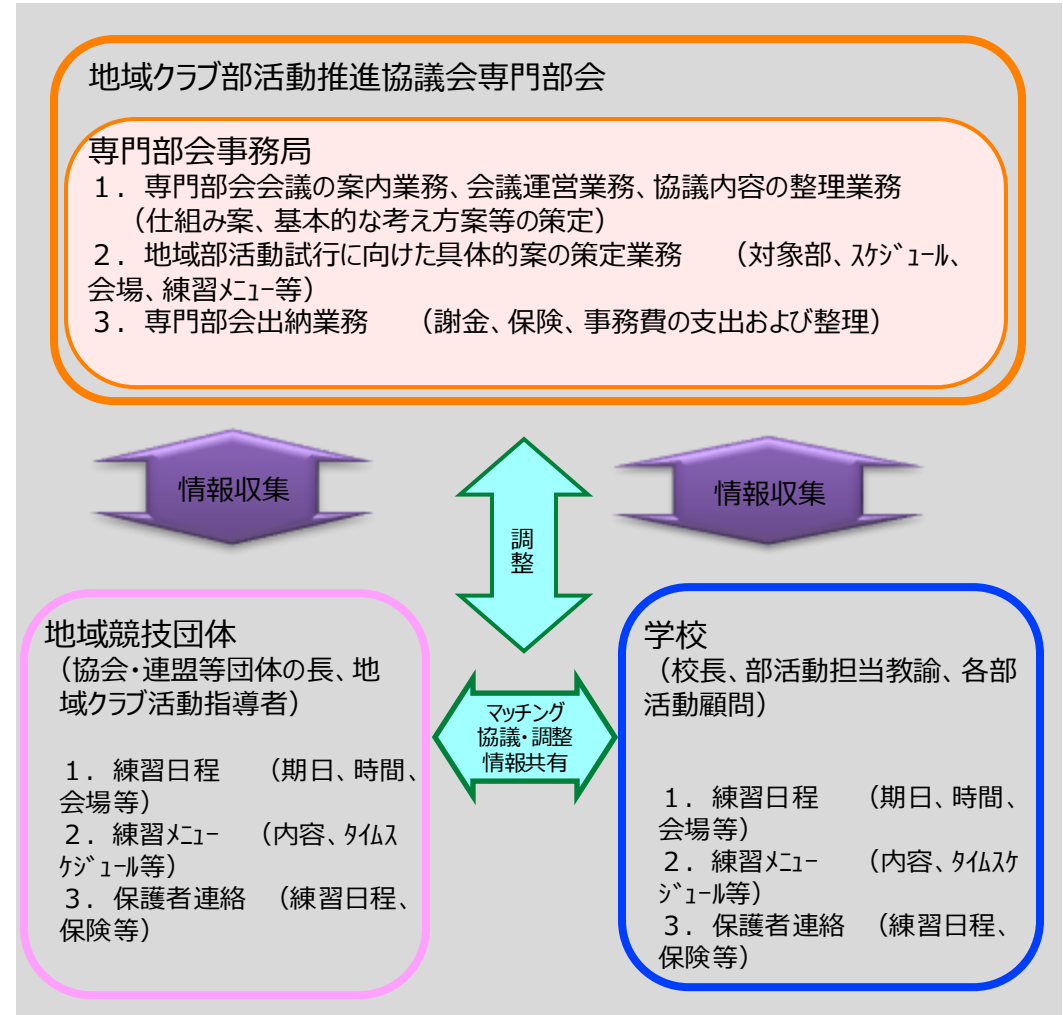 地域クラブ部活動推進協議会専門部会
専門部会事務局
１．専門部会会議の案内業務、会議運営業務、協議内容の整理業務
（仕組み案、基本的な考え方案等の策定）
２．地域部活動試行に向けた具体的案の策定業務　（対象部、ｽｹｼﾞｭｰﾙ、
会場、練習ﾒﾆｭｰ等）
３．専門部会出納業務　（謝金、保険、事務費の支出および整理）
情報収集
調整
情報収集
地域競技団体
（協会・連盟等団体の長、地
域クラブ活動指導者）
１．練習日程　（期日、時間、
会場等）
２．練習ﾒﾆｭｰ　（内容、ﾀｲﾑｽ
ｹｼﾞｭｰﾙ等）
３．保護者連絡　（練習日程、
保険等）
マッチング
協議・調整
情報共有
学校
（校長、部活動担当教諭、各部
活動顧問）
１．練習日程　（期日、時間、
会場等）
２．練習ﾒﾆｭｰ　（内容、ﾀｲﾑｽｹ
ｼﾞｭｰﾙ等）
３．保護者連絡　（練習日程、
保険等）